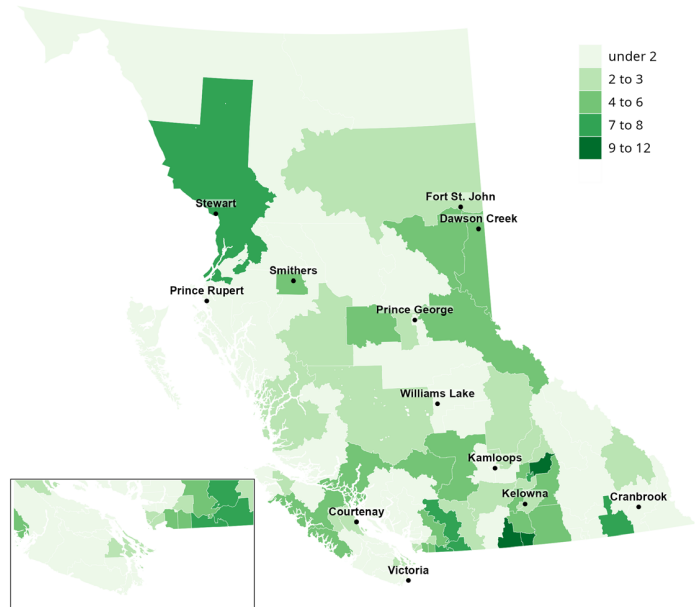 under 2
2 to 3
4 to 6
7 to 8
9 to 12
Fort St. John
Stewart
Dawson Creek
Smithers
Prince Rupert
Prince George
Williams Lake
Kamloops
Kelowna
Cranbrook
Courtenay
Victoria